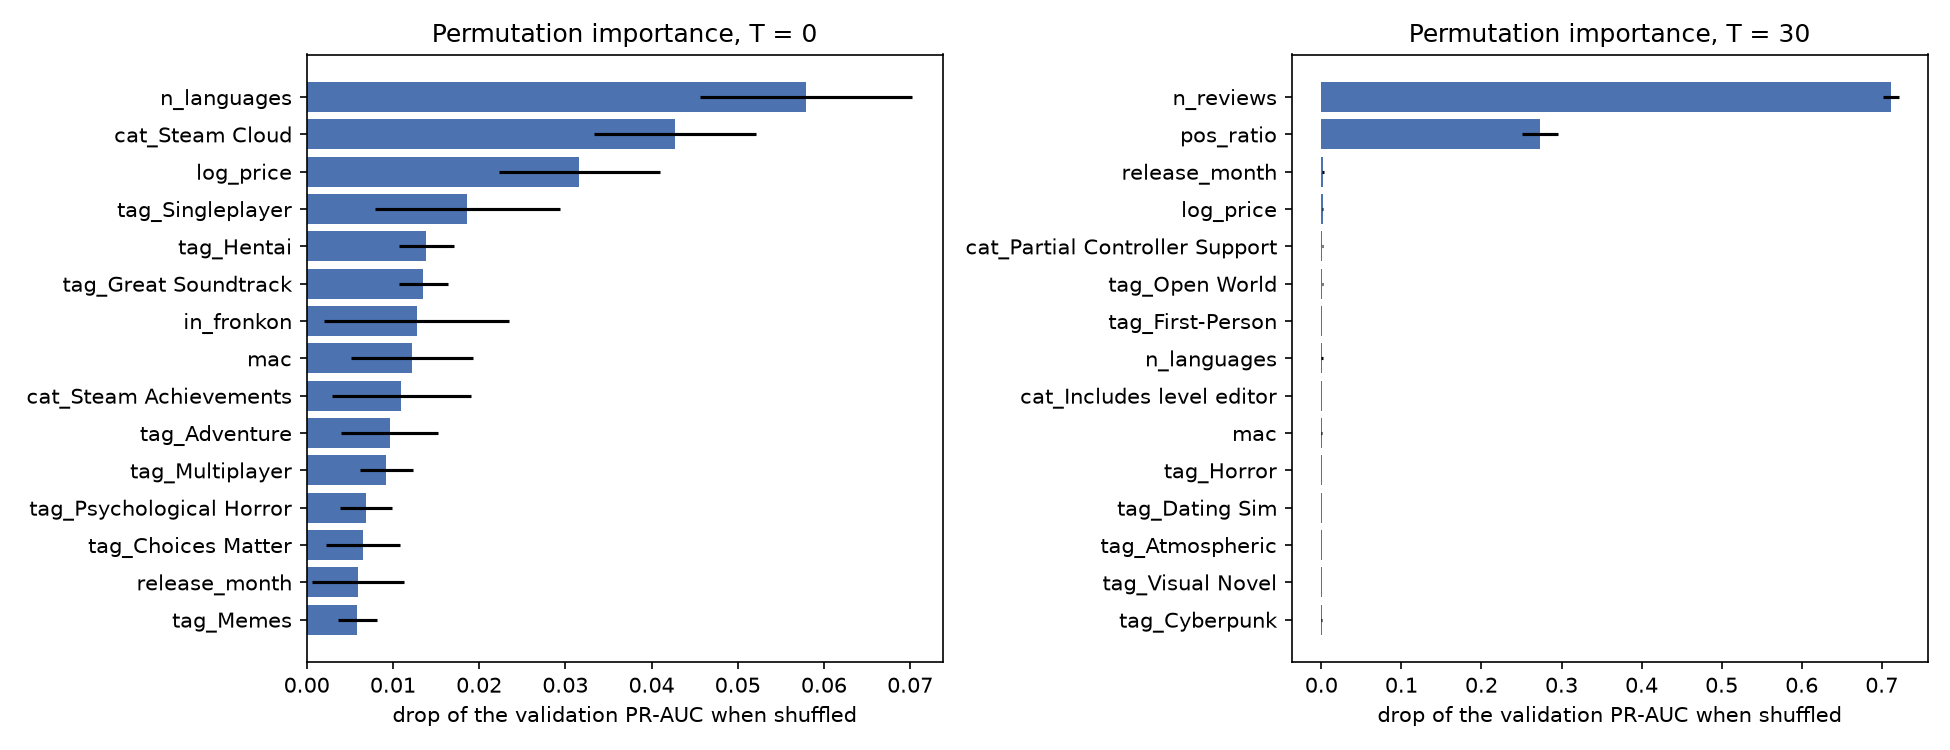 Permutation importance, T = 0
n_languages
cat_Steam Cloud
log_price
tag_Singleplayer
tag_Hentai
tag_Great Soundtrack
in_fronkon
mac
cat_Steam Achievements
tag_Adventure
tag_Multiplayer
tag_Psychological Horror
tag_Choices Matter
release_month
tag_Memes
0.00 0.01 0.02 0.03 0.04 0.05 0.06 0.07
drop of the validation PR-AUC when shuffled
Permutation importance, T = 30
n_reviews
pos_ratio
release_month
log_price
cat_Partial Controller Support
tag_Open World
tag_First-Person
n_languages
cat_Includes level editor
mac
tag_Horror
tag_Dating Sim
tag_Atmospheric
tag_Visual Novel
tag_Cyberpunk
0.0 0.1 0.2 0.3 0.4 0.5 0.6 0.7
drop of the validation PR-AUC when shuffled